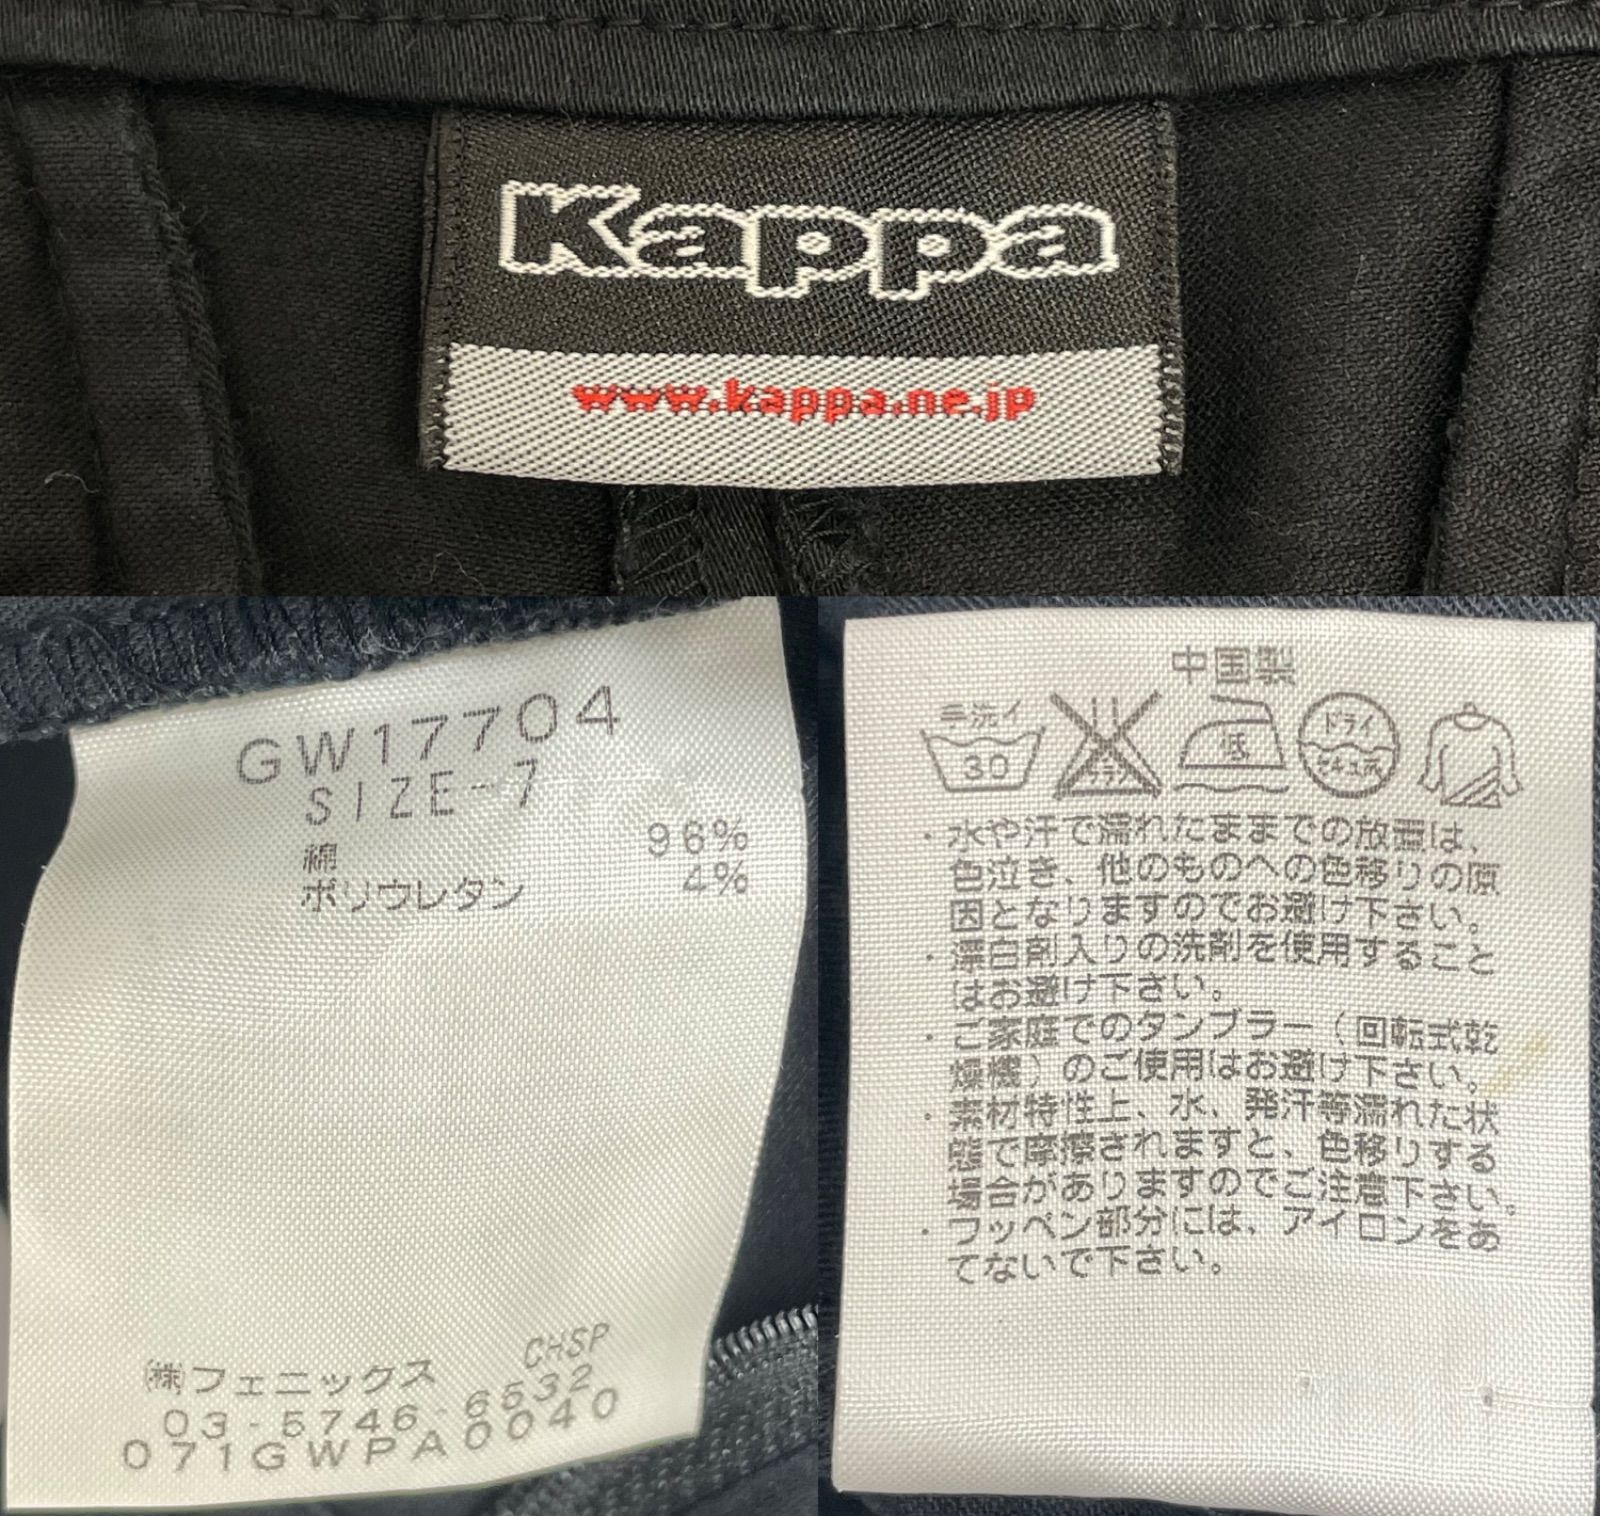 Kappa
www.kappa.ne.jp
GW17704
SIZE-7
綿 96%
ポリウレタン 4%
CHSP
㈱フェニックス
03-5746-6532
071GWPA0040
中国製
手洗イ
30
低
ドライ
・水や汗で濡れたままでの放置は、
色泣き、他のものへの色移りの原
因となりますのでお避け下さい。
・漂白剤入りの洗剤を使用すること
はお避け下さい。
・ご家庭でのタンブラー（回転式乾
燥機）のご使用はお避け下さい。
・素材特性上、水、発汗等濡れた状
態で摩擦されますと、色移りする
場合がありますのでご注意下さい。
・フッペン部分には、アイロンをあ
てないで下さい。